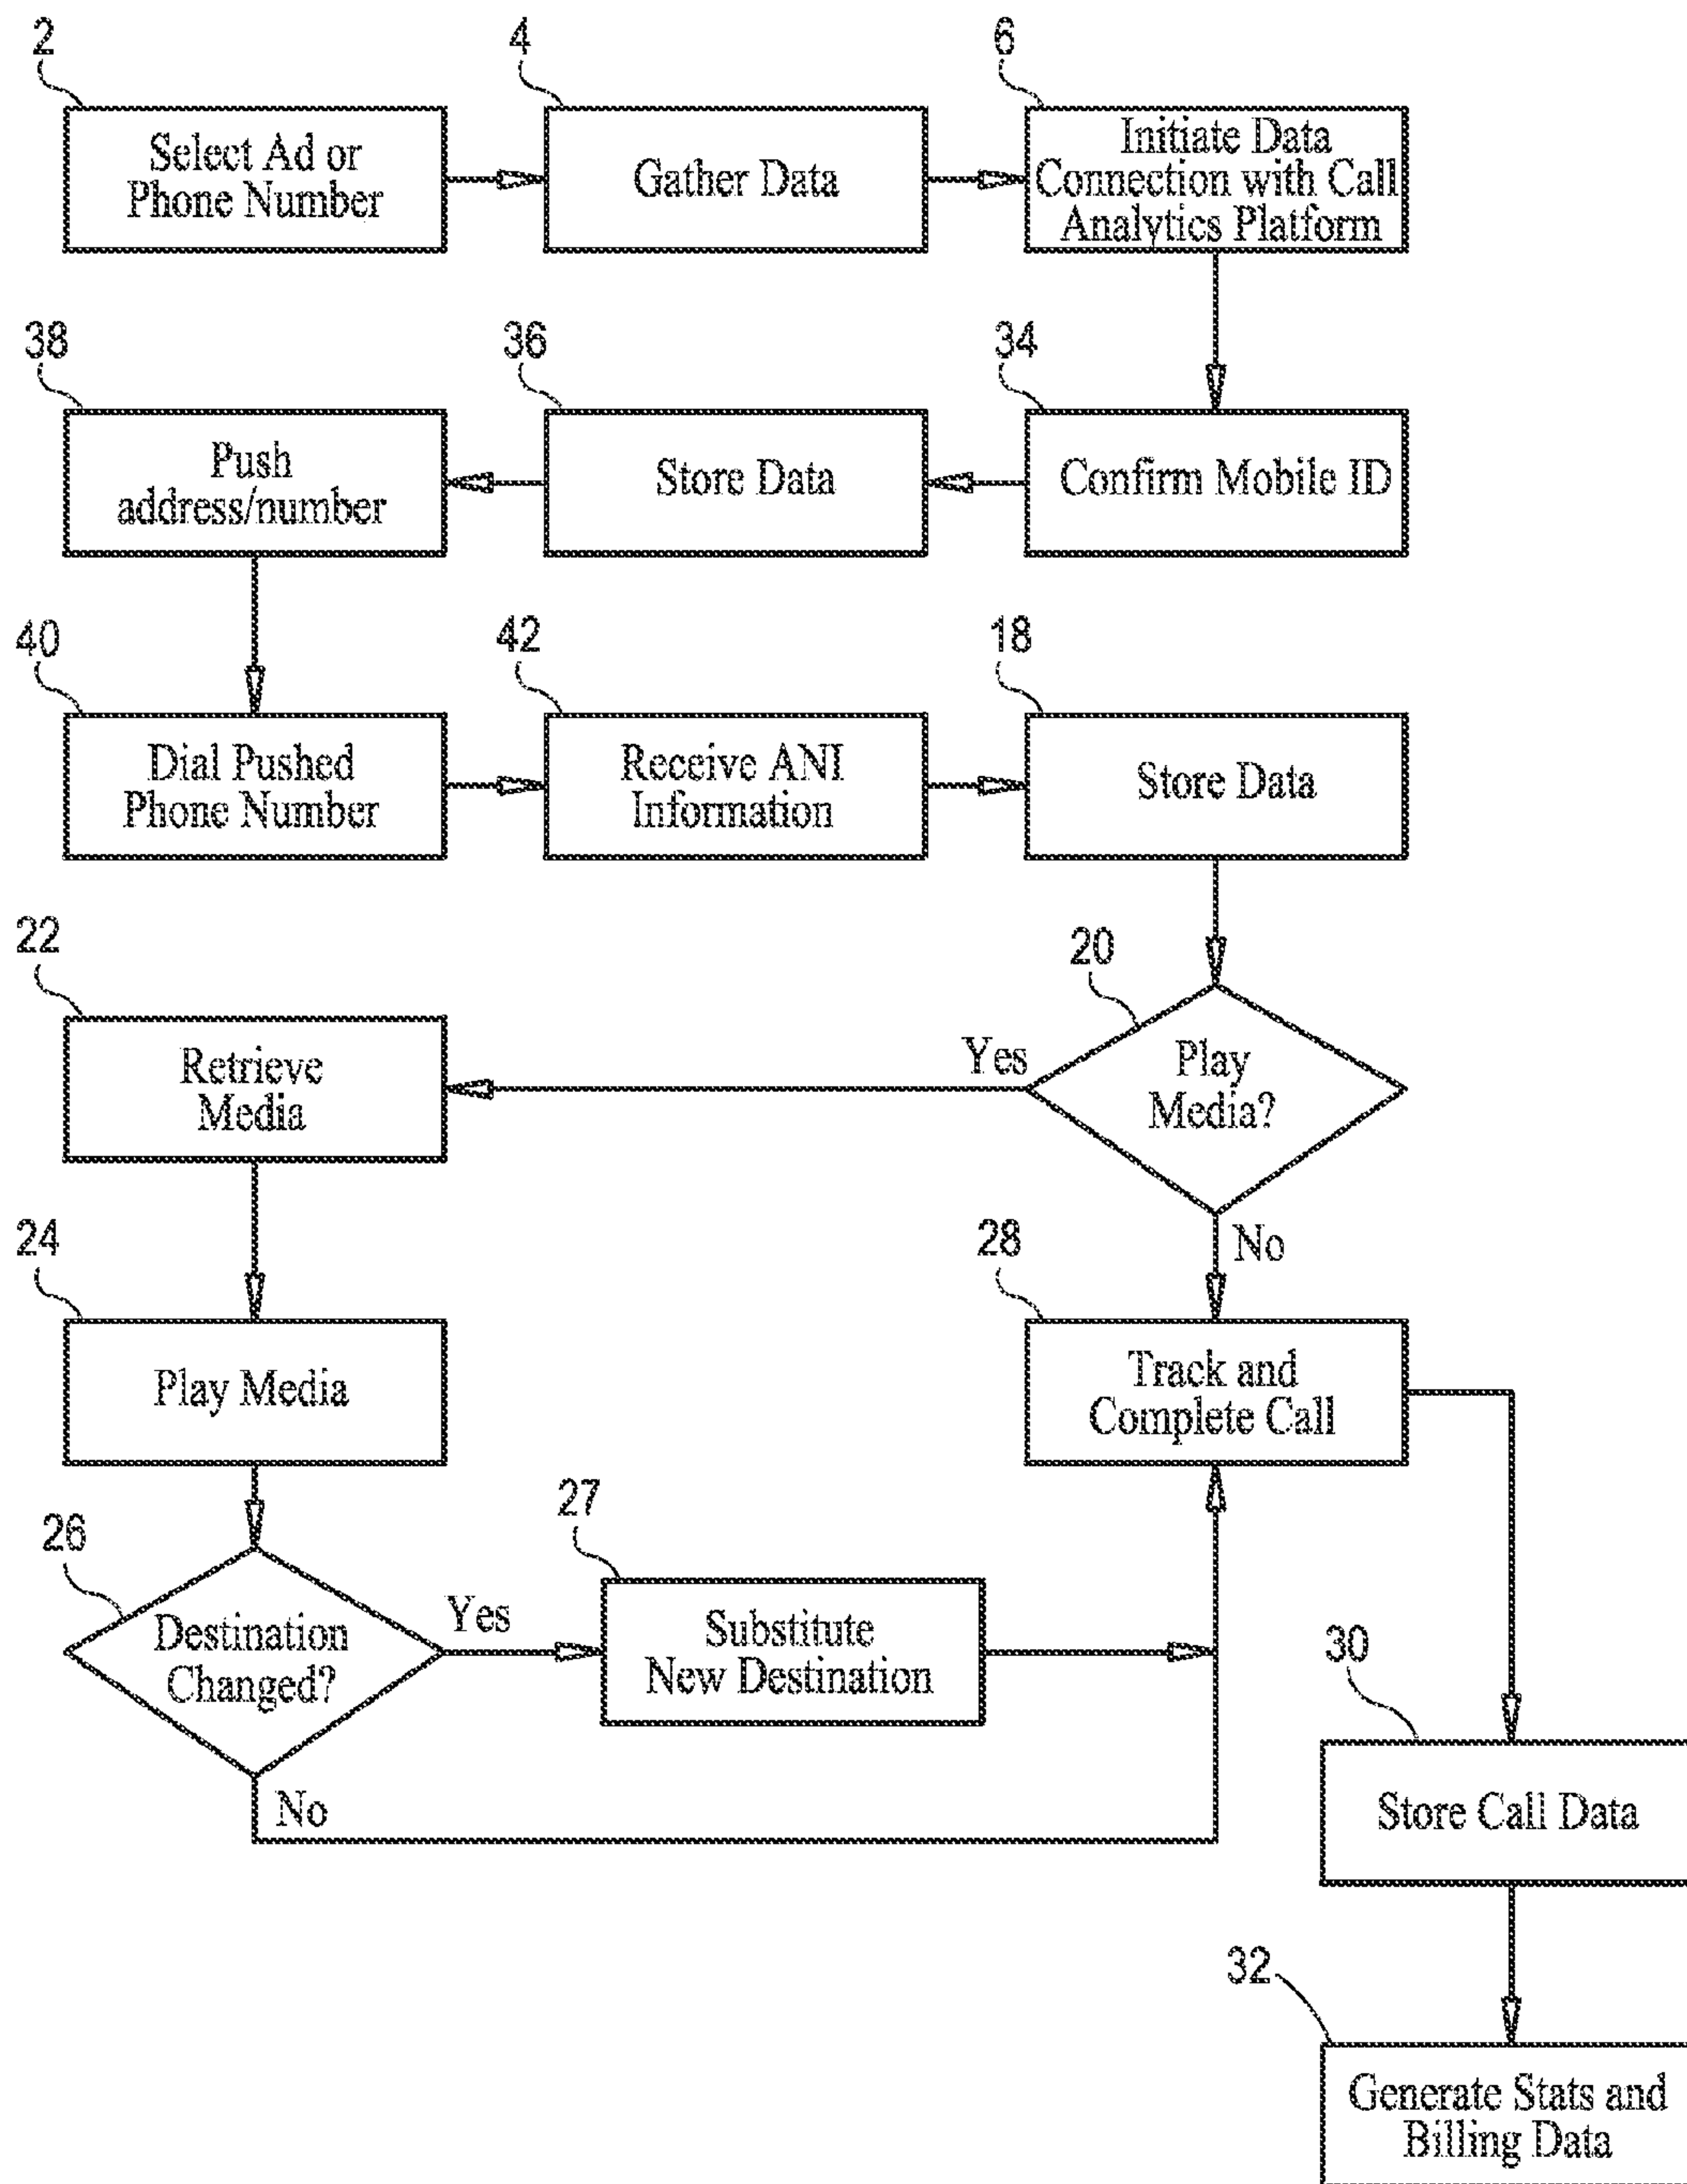 2
Select Ad or
Phone Number
4
Gather Data
6
Initiate Data
Connection with Call
Analytics Platform
38
Push
address/number
36
Store Data
34
Confirm Mobile ID
40
Dial Pushed
Phone Number
42
Receive ANI
Information
18
Store Data
22
Retrieve
Media
20
Yes
Play
Media?
No
24
Play Media
28
Track and
Complete Call
26
Destination
Changed?
Yes
No
27
Substitute
New Destination
30
Store Call Data
32
Generate Stats and
Billing Data